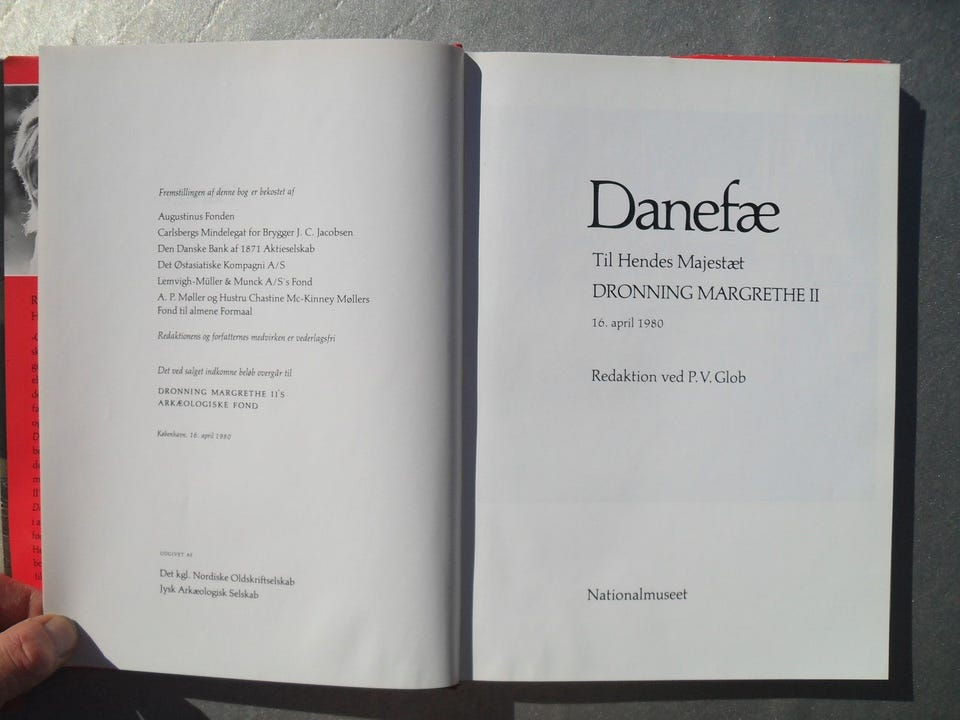 Fremstillingen af denne bog er bekostet af
Augustinus Fonden
Carlsbergs Mindelegat for Brygger J. C. Jacobsen
Den Danske Bank af 1871 Aktieselskab
Det Østasiatiske Kompagni A/S
Lemvigh-Müller & Munck A/S's Fond
A. P. Møller og Hustru Chastine Mc-Kinney Møllers
Fond til almene Formaal
Redaktionens og forfatternes medvirken er vederlagsfri
Det ved salget indkomne beløb overgår til
DRONNING MARGRETHE II'S
ARKÆOLOGISKE FOND
København, 16. april 1980
UDGIVET AF
Det kgl. Nordiske Oldskriftselskab
Jysk Arkæologisk Selskab
Danefæ
Til Hendes Majestæt
DRONNING MARGRETHE II
16. april 1980
Redaktion ved P. V. Glob
Nationalmuseet